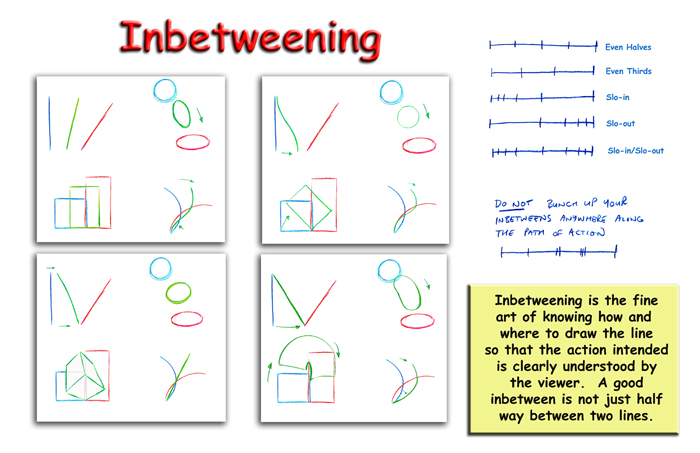 Inbetweening
Even Halves
Even Thirds
Slo-in
Slo-out
Slo-in/Slo-out
DO NOT BUNCH UP YOUR
INBETWEENS ANYWHERE ALONG
THE PATH OF ACTION
Inbetweening is the fine
art of knowing how and
where to draw the line
so that the action intended
is clearly understood by
the viewer. A good
inbetween is not just half
way between two lines.